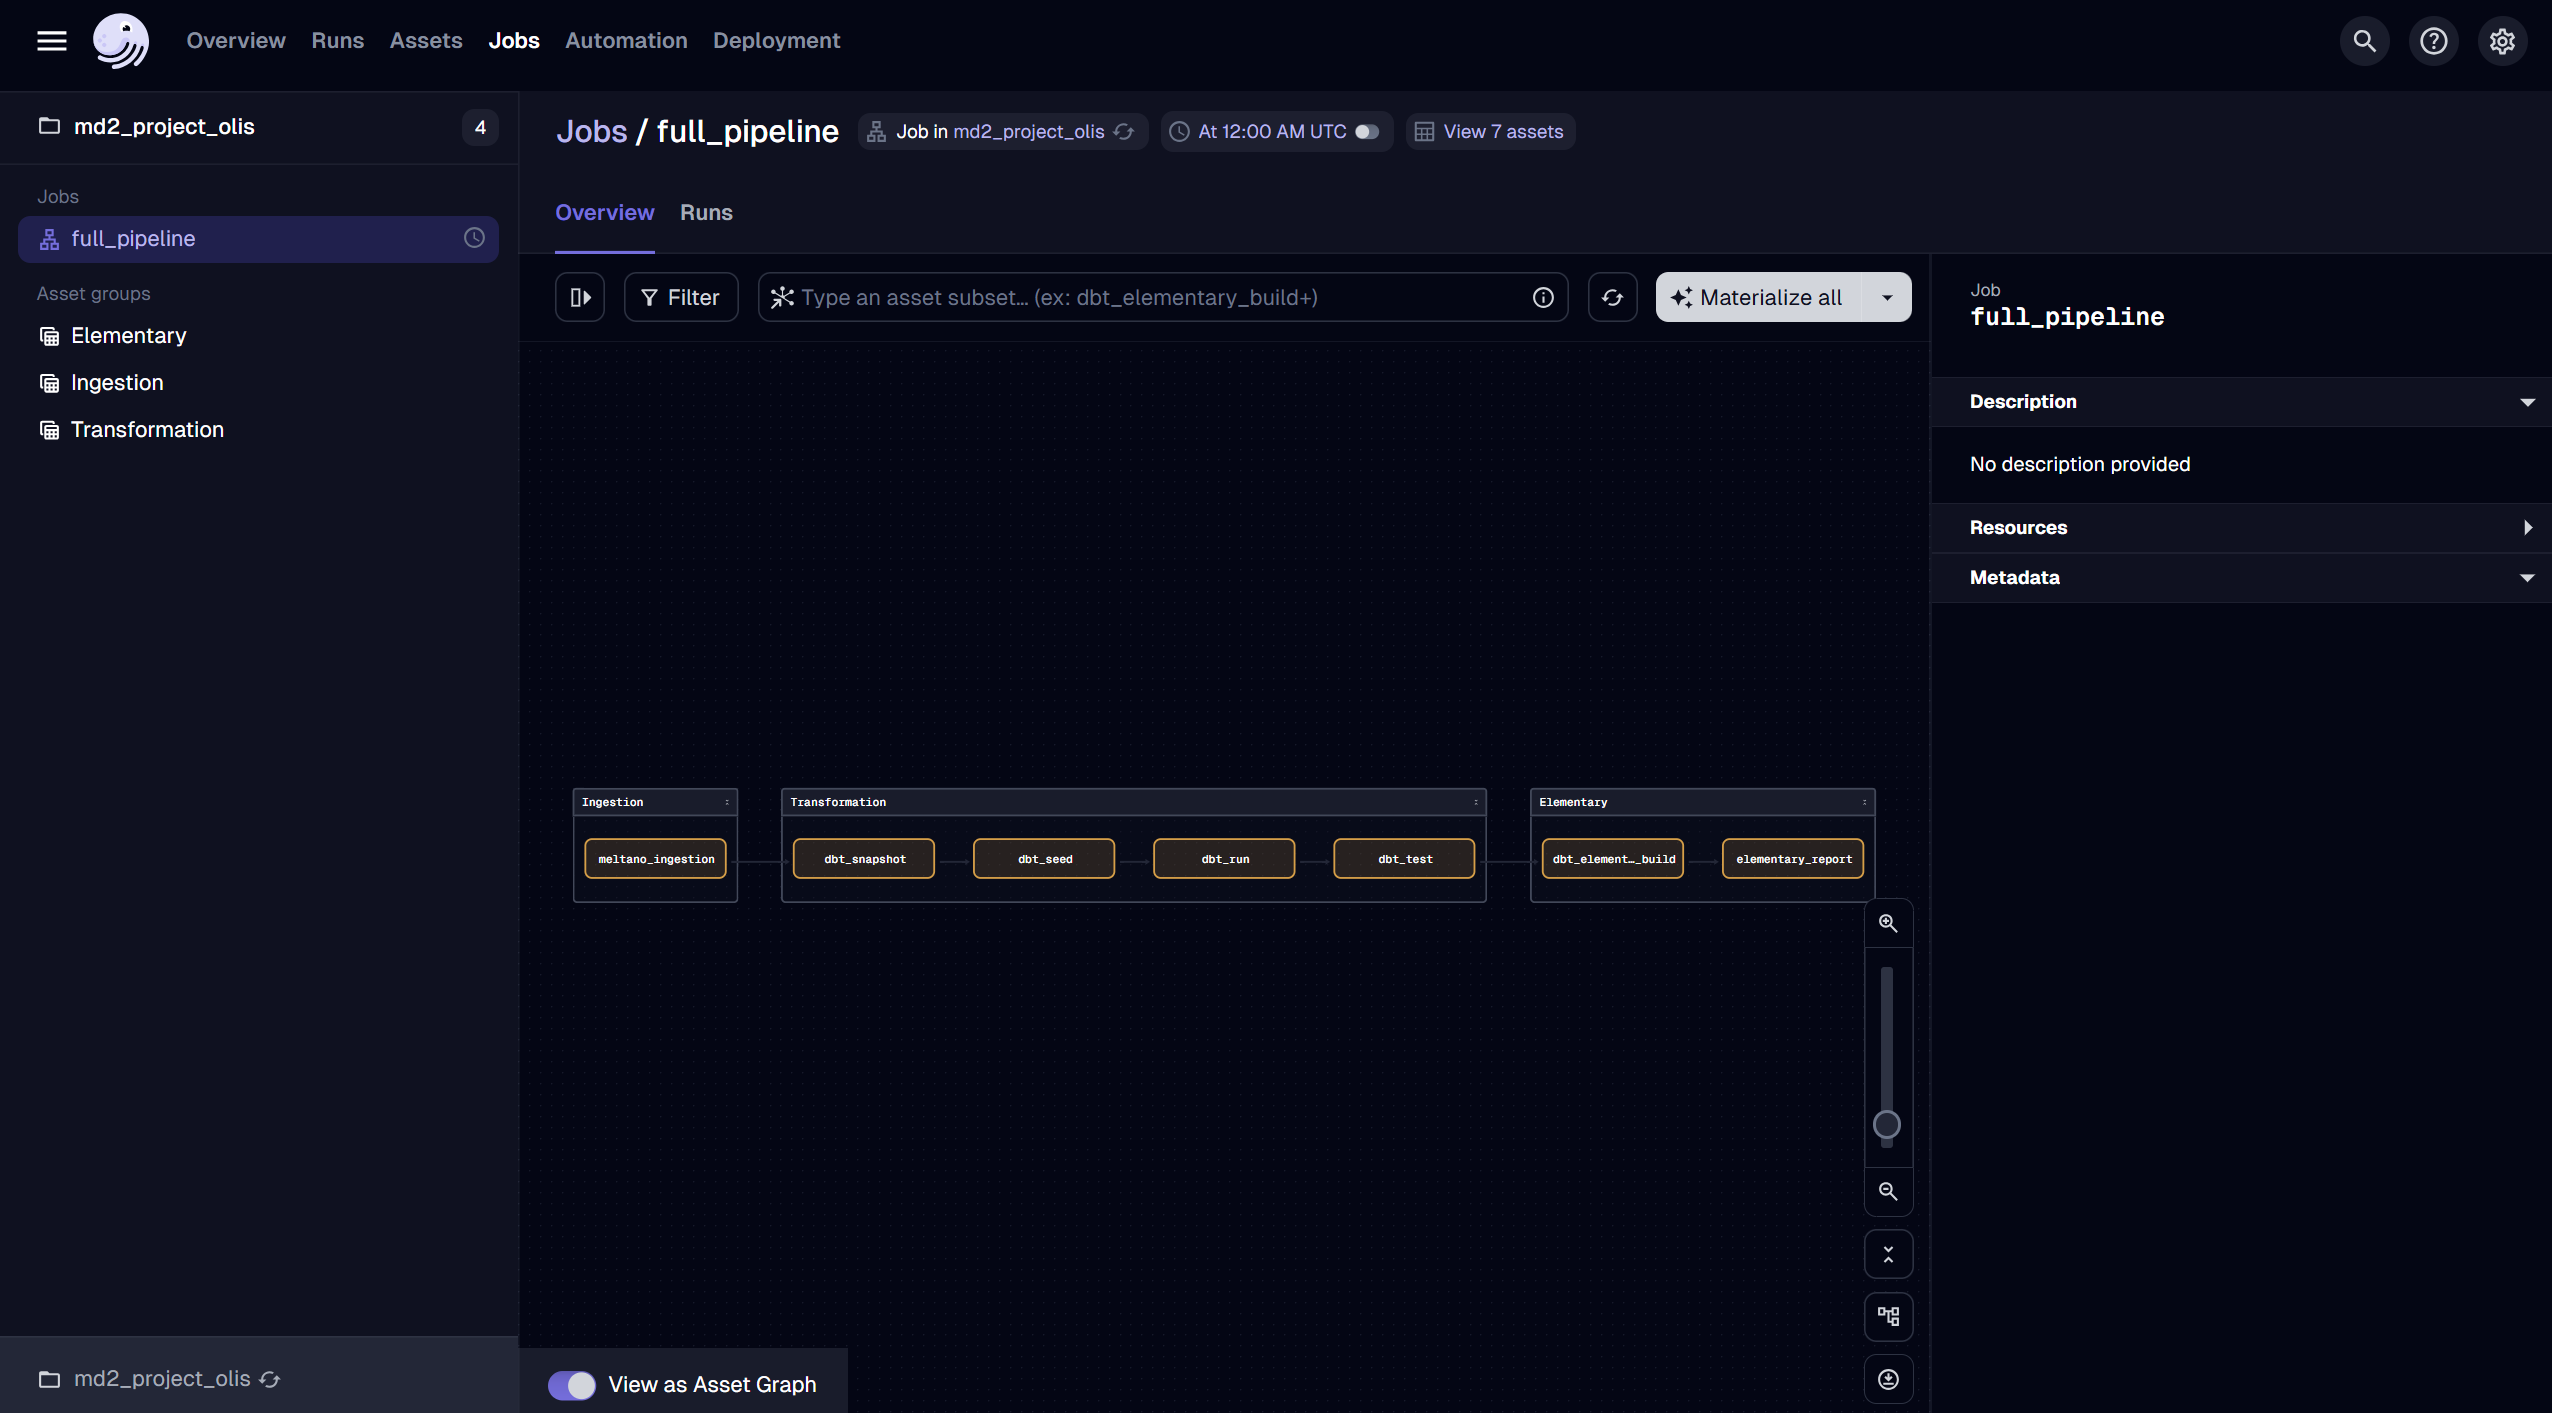 Overview Runs Assets Jobs Automation Deployment
md2_project_olis 4
Jobs
full_pipeline
Asset groups
Elementary
Ingestion
Transformation
md2_project_olis
Jobs / full_pipeline Job in md2_project_olis At 12:00 AM UTC View 7 assets
Overview Runs
Filter Type an asset subset... (ex: dbt_elementary_build+) Materialize all
Ingestion Transformation Elementary
meltano_ingestion dbt_snapshot dbt_seed dbt_run dbt_test dbt_element…_build elementary_report
View as Asset Graph
Job
full_pipeline
Description
No description provided
Resources
Metadata